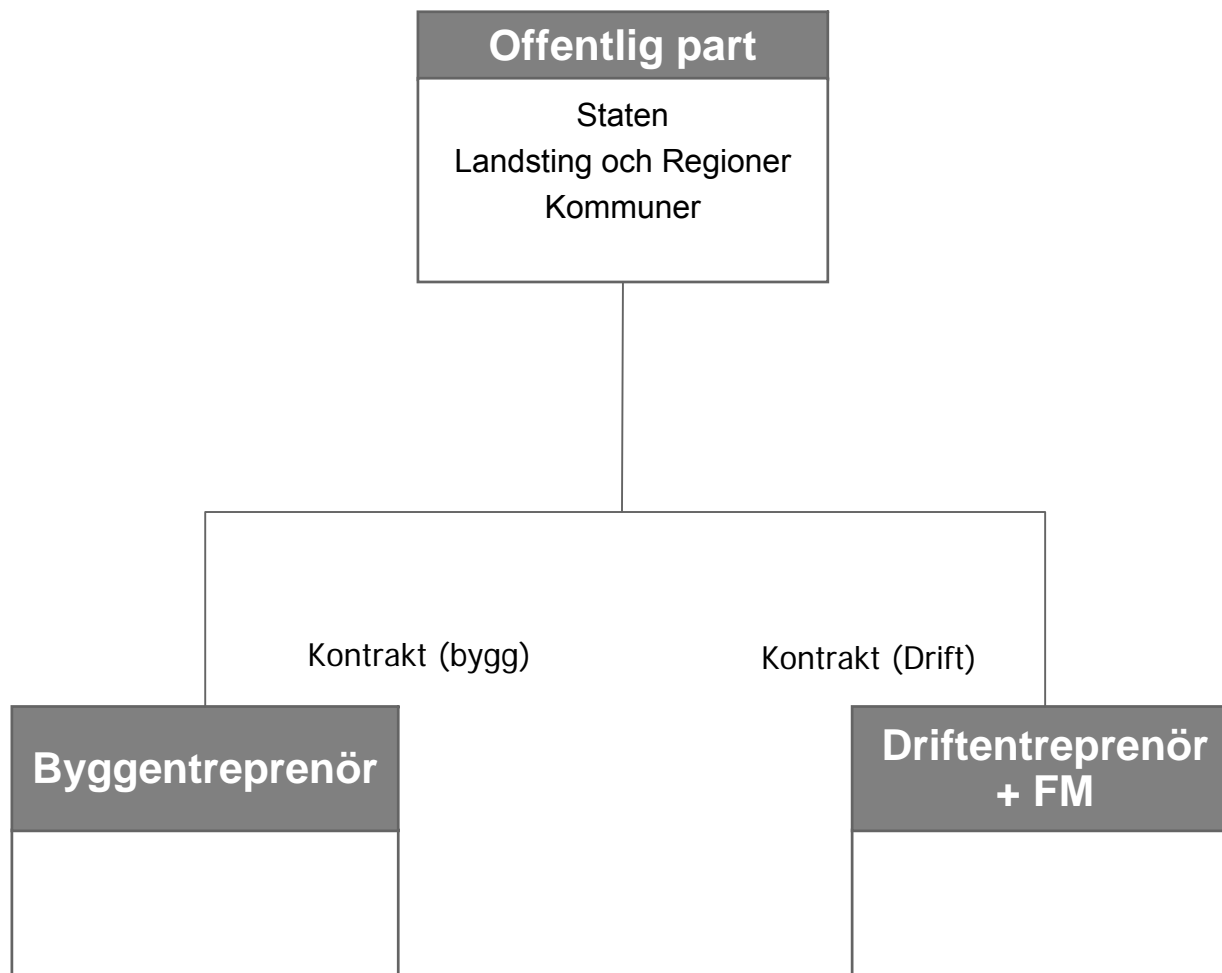 Offentlig part
Staten
Landsting och Regioner
Kommuner
Kontrakt (bygg)
Kontrakt (Drift)
Byggentreprenör
Driftentreprenör
+ FM